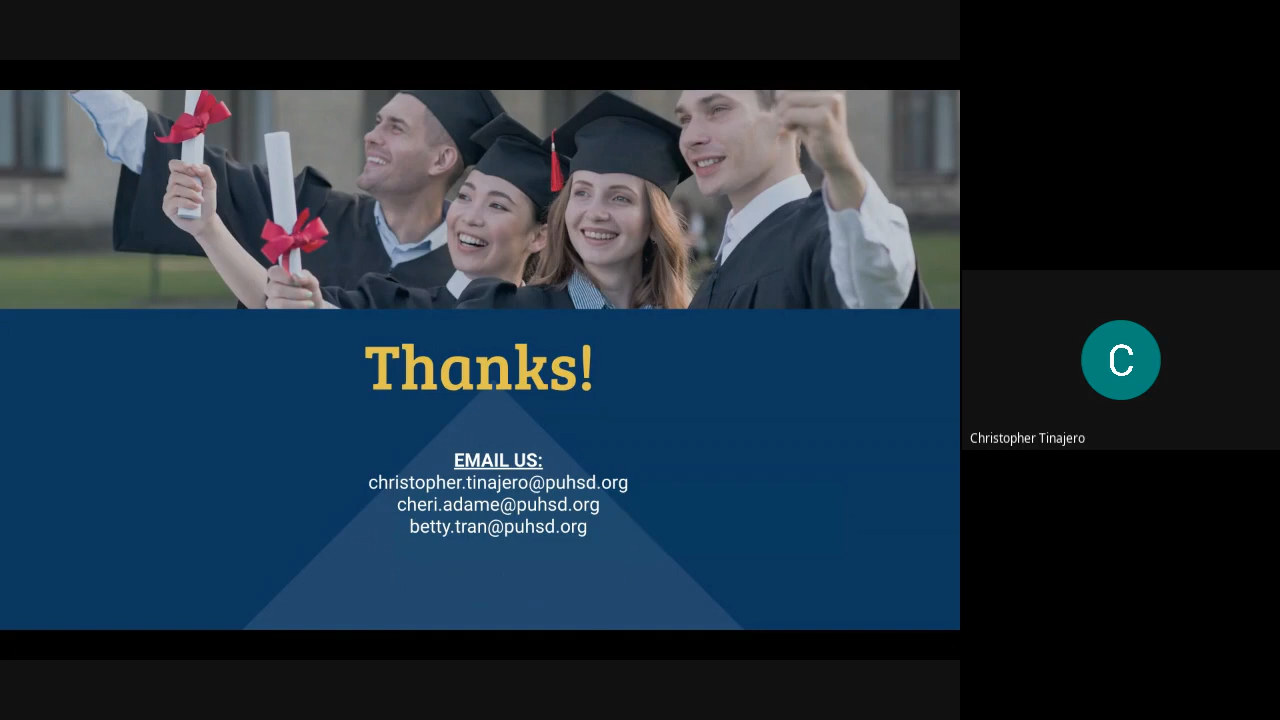 Thanks!
EMAIL US:
christopher.tinajero@puhsd.org
cheri.adame@puhsd.org
betty.tran@puhsd.org
C
Christopher Tinajero